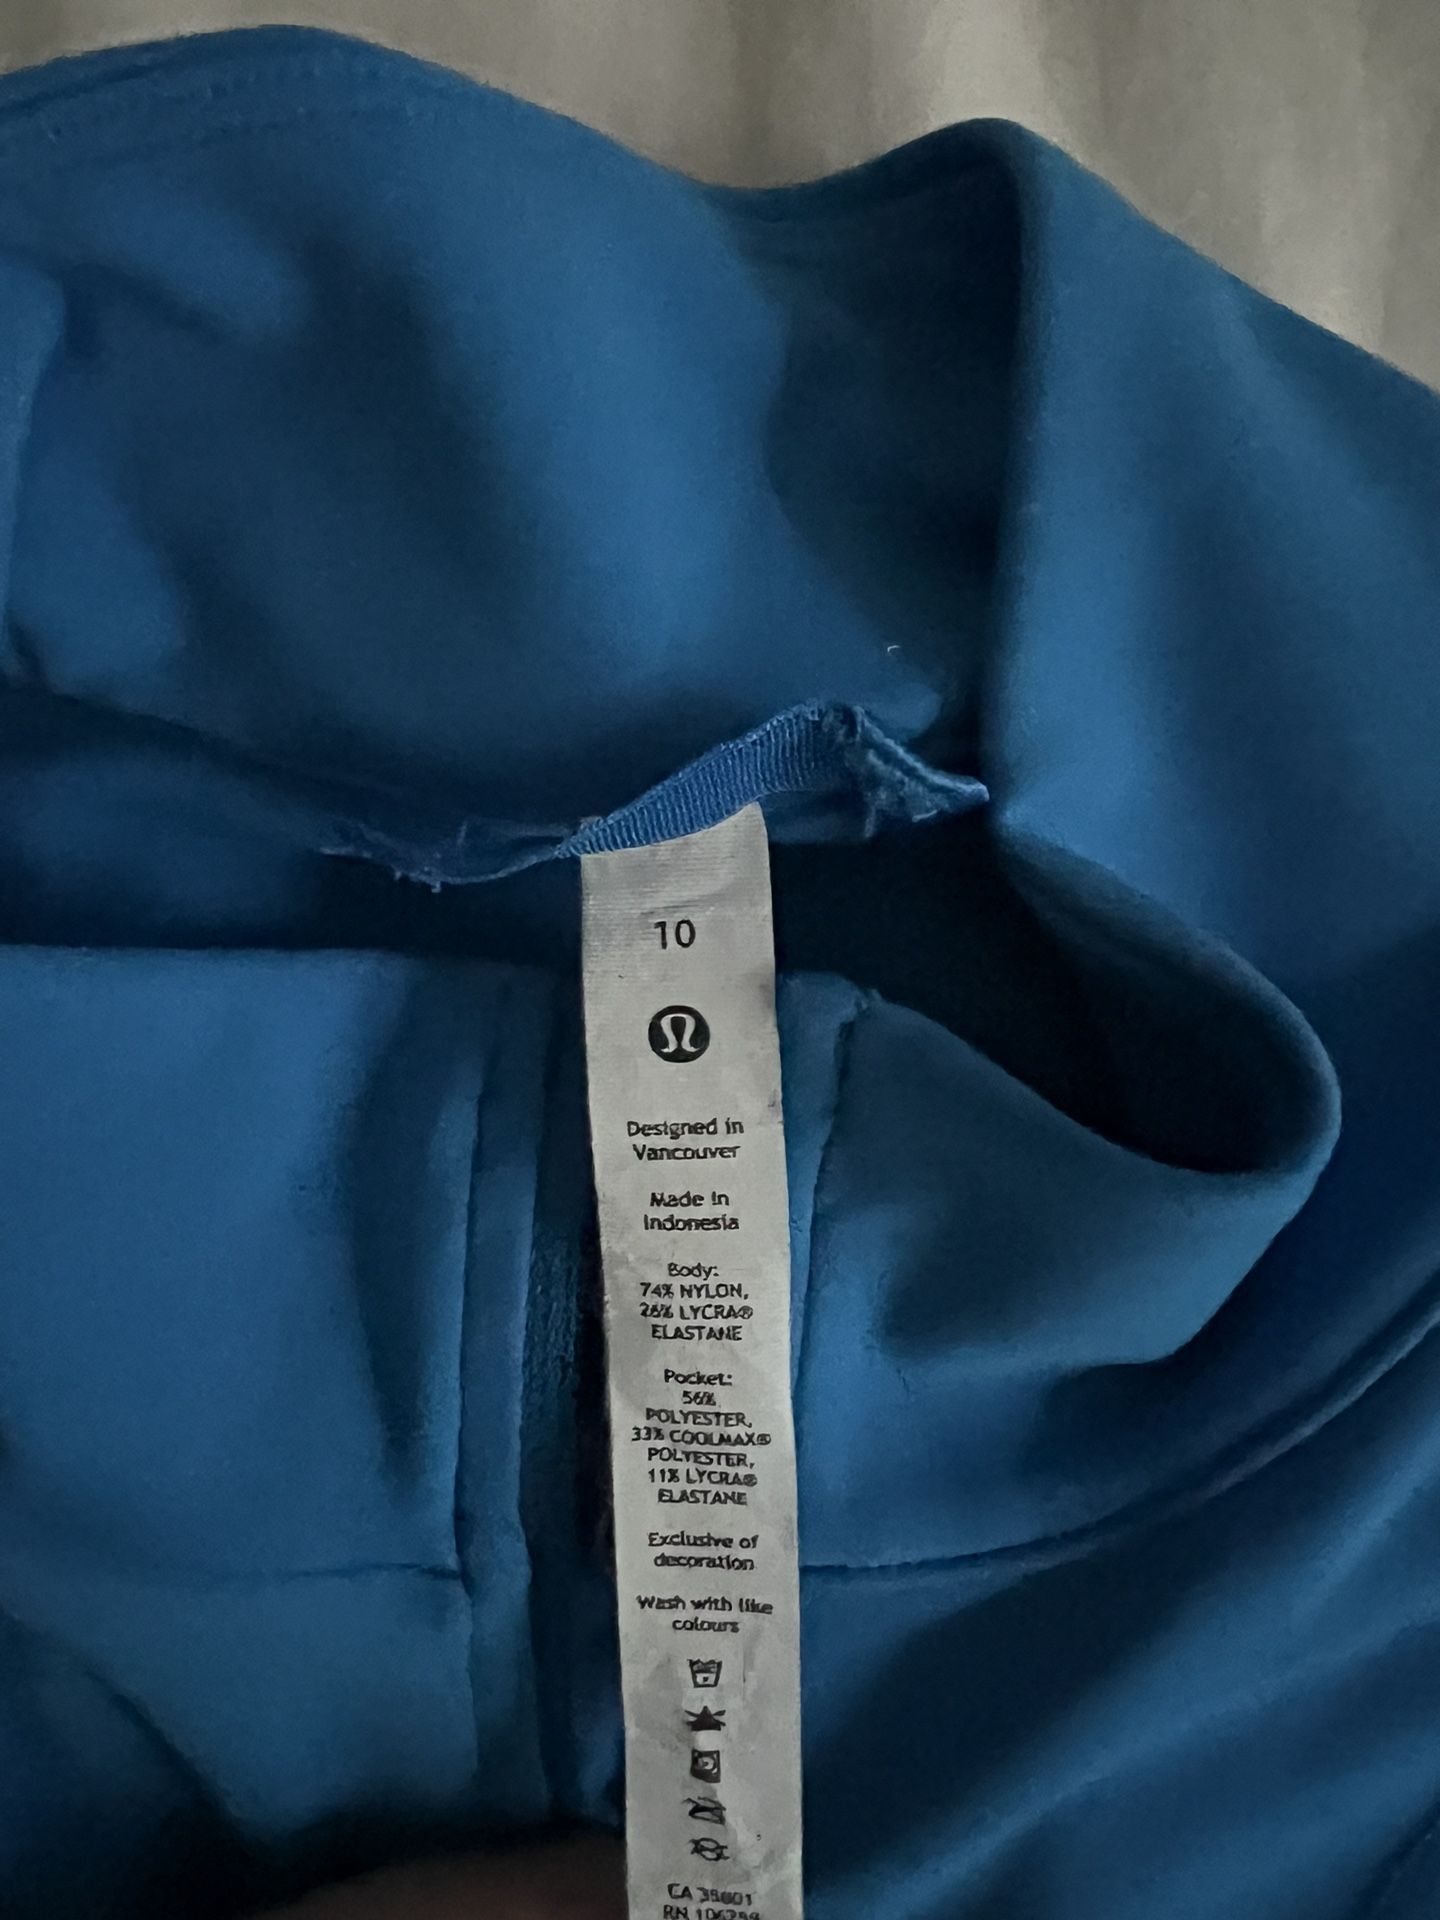 10
Designed in
Vancouver
Made in
Indonesia
Body:
74% NYLON,
26% LYCRA®
ELASTANE
Pocket:
56%
POLYESTER,
33% COOLMAX®
POLYESTER,
11% LYCRA®
ELASTANE
Exclusive of
decoration
Wash with like
colours
CA
RN